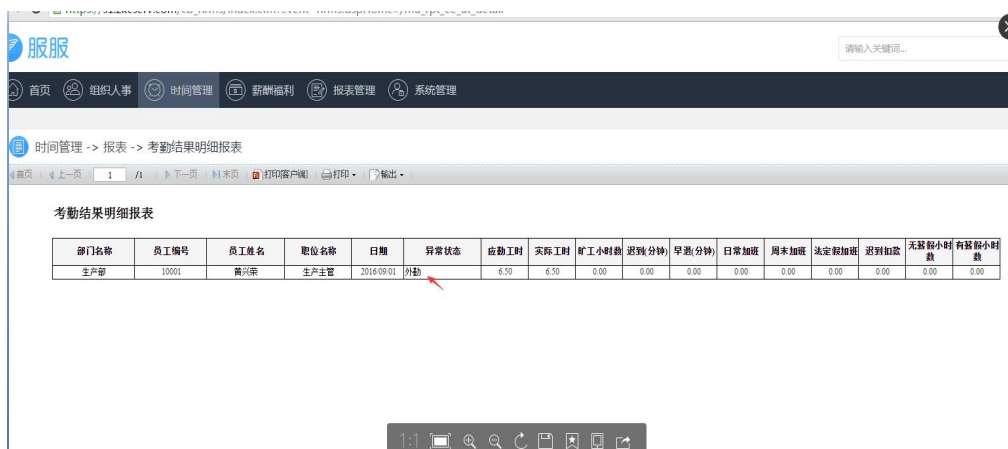 服服
请输入关键词...
首页 组织人事 时间管理 薪酬福利 报表管理 系统管理
时间管理 -> 报表 -> 考勤结果明细报表
首页 上一页 1 /1 下一页 末页 打印[客户端] 打印 输出
考勤结果明细报表
部门名称 员工编号 员工姓名 职位名称 日期 异常状态 应勤工时 实际工时 旷工小时数 迟到(分钟) 早退(分钟) 日常加班 周末加班 法定假加班 迟到扣款 无薪假小时数 有薪假小时数
生产部 10001 黄兴荣 生产主管 2016/09/01 外勤 6.50 6.50 0.00 0.00 0.00 0.00 0.00 0.00 0.00 0.00 0.00
1:1